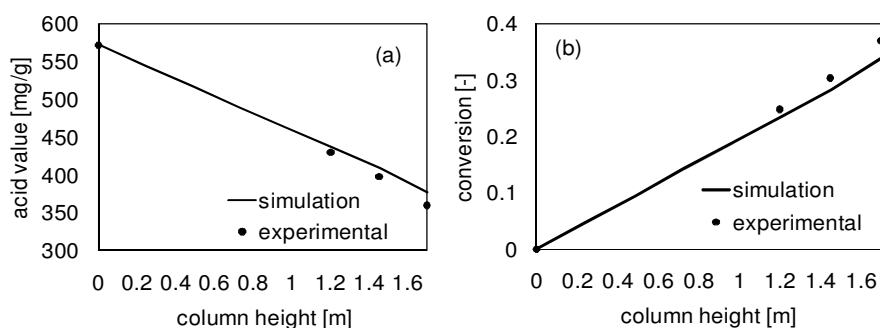 600
550
500
450
400
350
300
acid value [mg/g]
(a)
simulation
experimental
0 0.2 0.4 0.6 0.8 1 1.2 1.4 1.6
column height [m]
0.4
0.3
0.2
0.1
0
conversion [-]
(b)
simulation
experimental
0 0.2 0.4 0.6 0.8 1 1.2 1.4 1.6
column height [m]